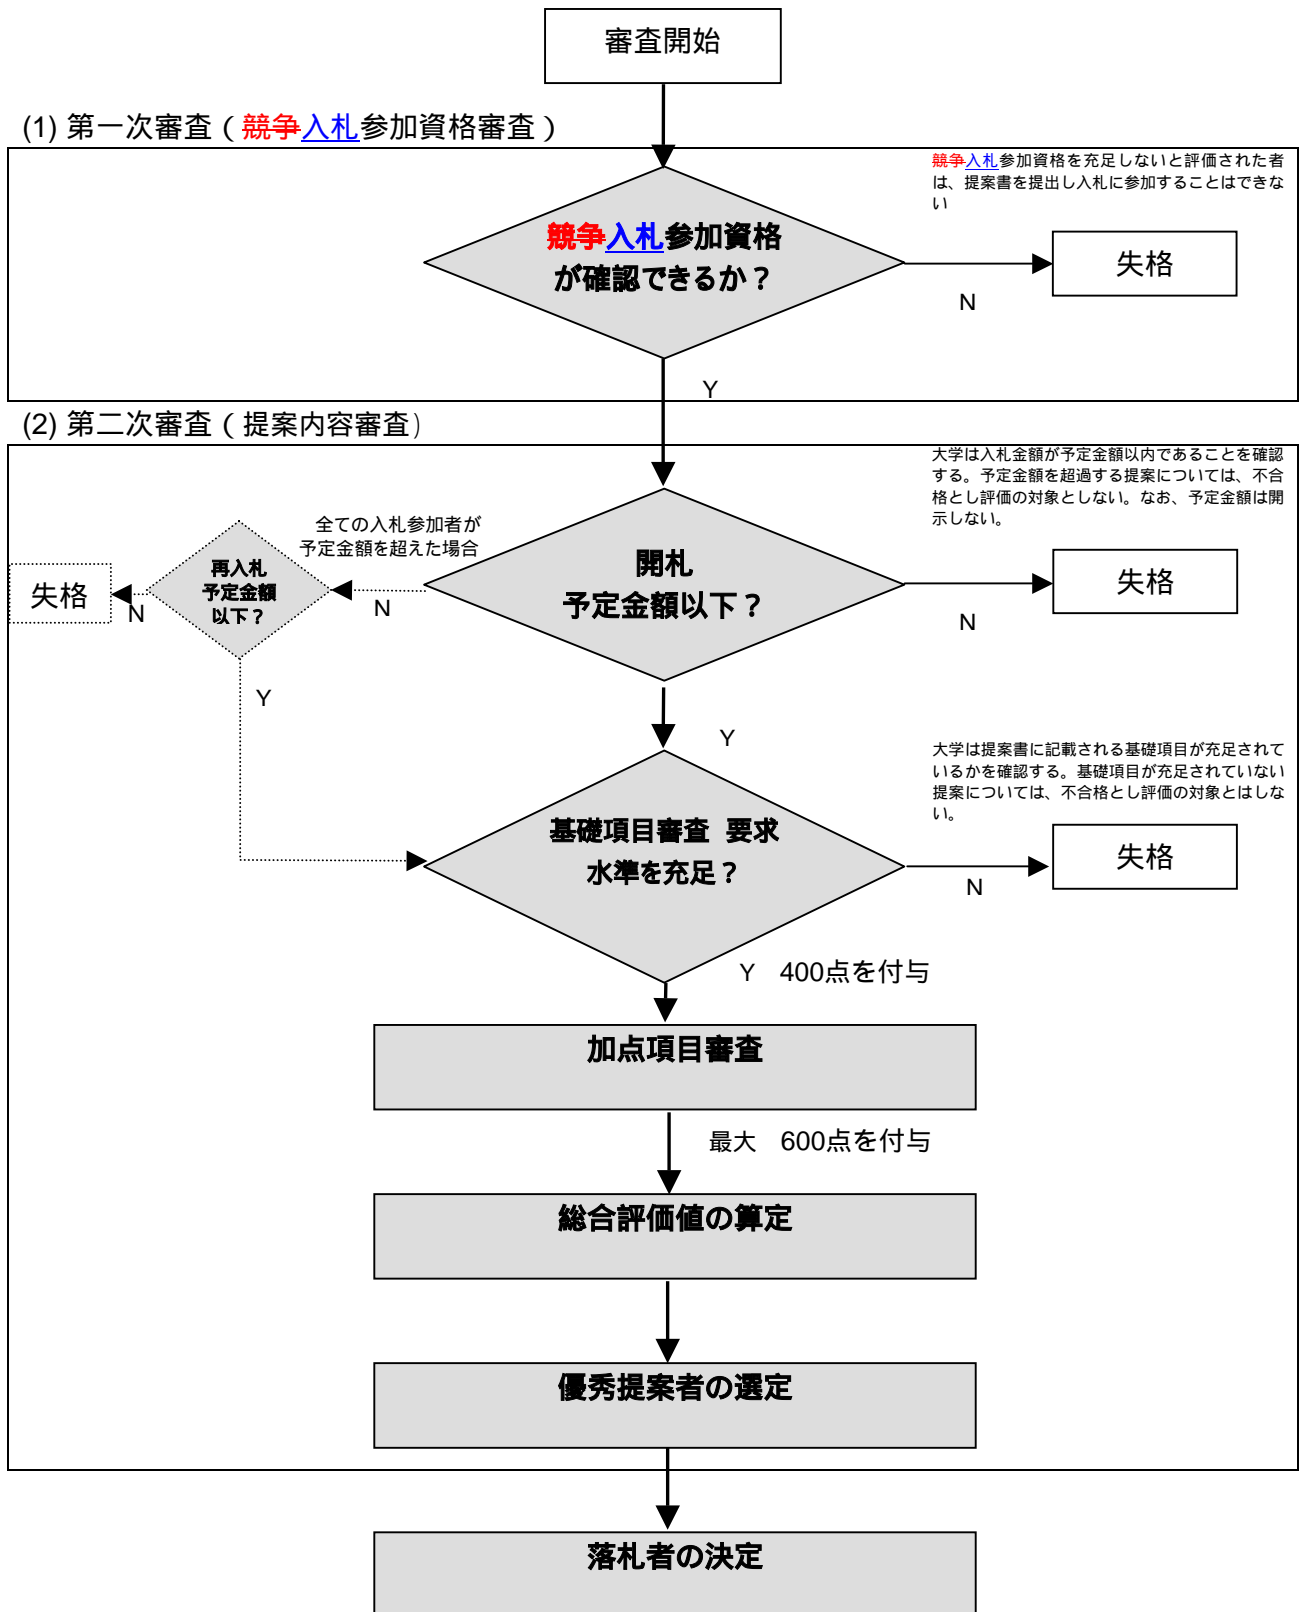 審査開始
(1) 第一次審査（競争入札参加資格審査）
競争入札参加資格を充足しないと評価された者
は、提案書を提出し入札に参加することはできな
い
競争入札参加資格
が確認できるか？
失格
N
Y
(2) 第二次審査（提案内容審査）
大学は入札金額が予定金額以内であることを確認
する。予定金額を超過する提案については、不合
格とし評価の対象としない。なお、予定金額は開
示しない。
全ての入札参加者が
予定金額を超えた場合
開札
予定金額以下？
失格
N
再入札
予定金額
以下？
N
失格
N
Y
Y
大学は提案書に記載される基礎項目が充足されて
いるかを確認する。基礎項目が充足されていない
提案については、不合格とし評価の対象とはしな
い。
基礎項目審査 要求
水準を充足？
失格
N
Y 400点を付与
加点項目審査
最大 600点を付与
総合評価値の算定
優秀提案者の選定
落札者の決定